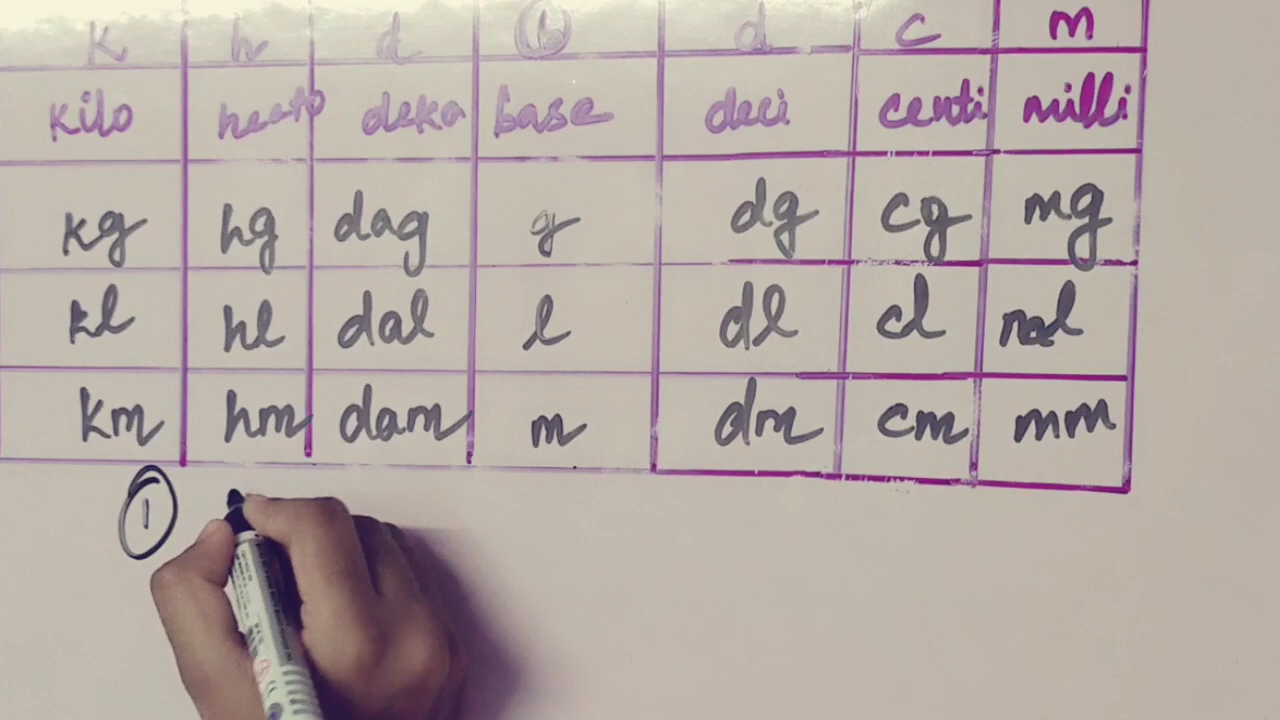 k h d b d c m
kilo hecto deka base deci centi milli
kg hg dag g dg cg mg
kl hl dal l dl cl ml
km hm dam m dm cm mm
1